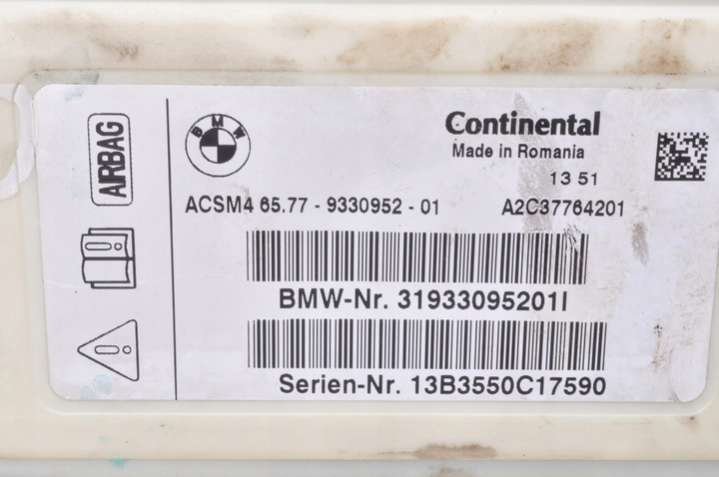 AIRBAG
BMW
Continental
Made in Romania
13 51
ACSM4 65.77 - 9330952 - 01 A2C37764201
BMW-Nr. 31933095201I
Serien-Nr. 13B3550C17590